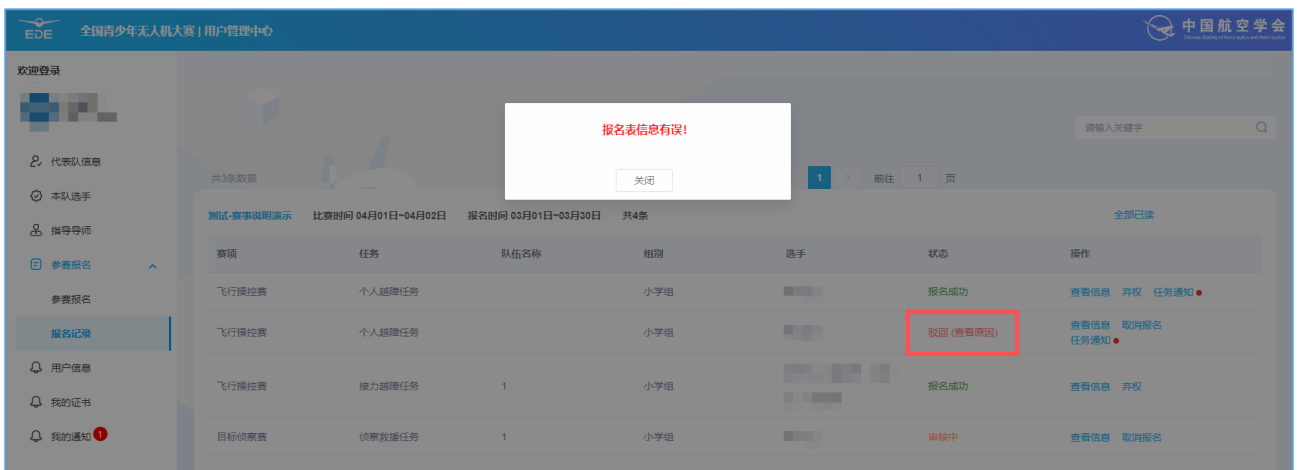 EDE 全国青少年无人机大赛 | 用户管理中心 中国航空学会
Chinese Society of Aeronautics and Astronautics
欢迎登录
报名表信息有误!
关闭
请输入关键字
代表队信息
共3条数据 1 > 前往 1 页
本队选手
测试-赛事说明演示 比赛时间 04月01日~04月02日 报名时间 03月01日~03月30日 共4条 全部已读
指导导师
赛项 任务 队伍名称 组别 选手 状态 操作
参赛报名
飞行操控赛 个人越障任务 小学组 报名成功 查看信息 弃权 任务通知
参赛报名
飞行操控赛 个人越障任务 小学组 驳回 (查看原因) 查看信息 取消报名
任务通知
报名记录
用户信息
飞行操控赛 接力越障任务 1 小学组 报名成功 查看信息 弃权
我的证书
我的通知 1
目标侦察赛 侦察救援任务 1 小学组 审核中 查看信息 取消报名